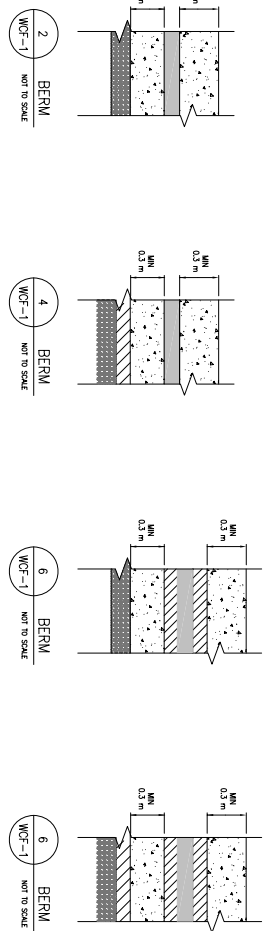 m
m
2
WCF-1
BERM
NOT TO SCALE
MIN
0.3 m
MIN
0.3 m
4
WCF-1
BERM
NOT TO SCALE
MIN
0.3 m
MIN
0.3 m
6
WCF-1
BERM
NOT TO SCALE
MIN
0.3 m
MIN
0.3 m
6
WCF-1
BERM
NOT TO SCALE